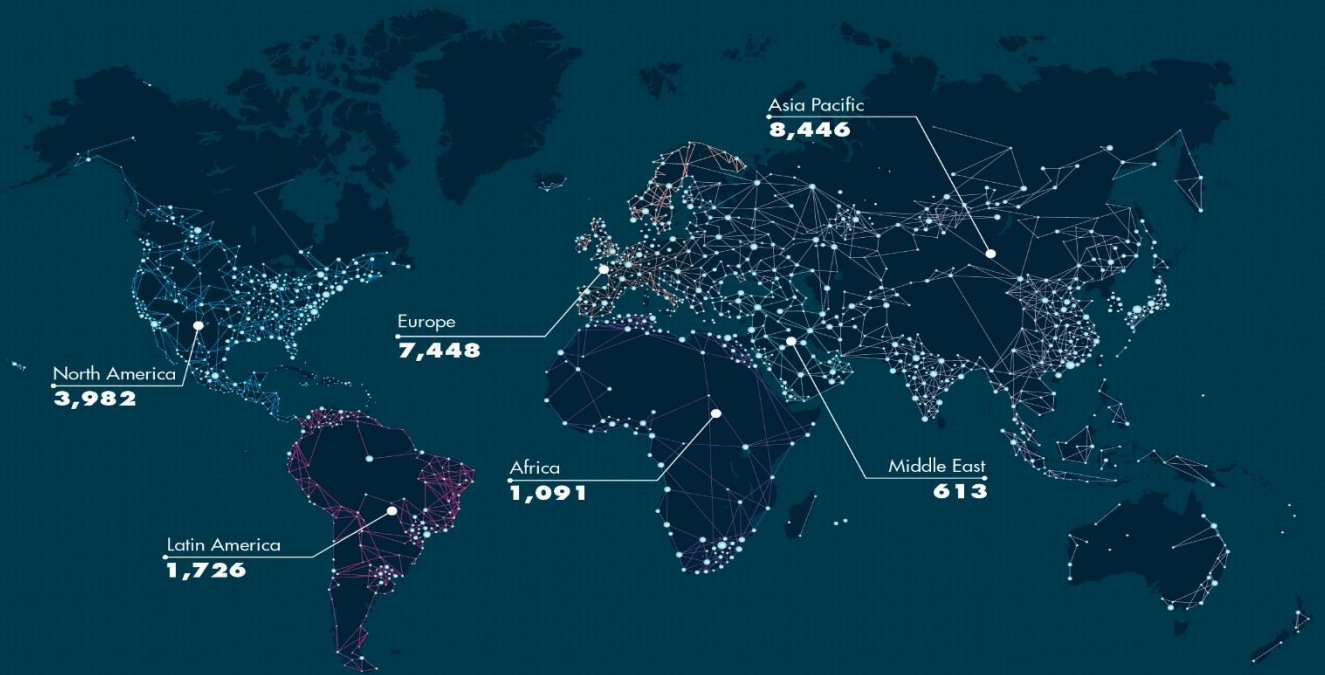 Asia Pacific
8,446
Europe
7,448
North America
3,982
Africa
1,091
Middle East
613
Latin America
1,726